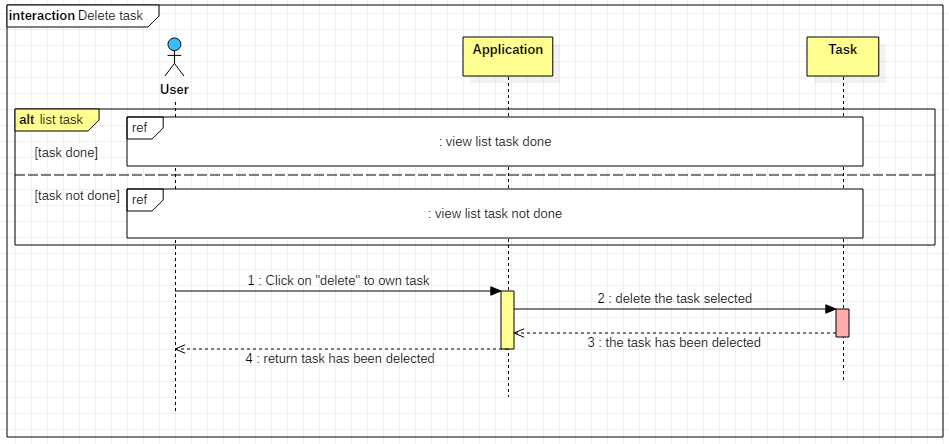 interaction Delete task
Application
Task
User
alt list task
ref
: view list task done
[task done]
[task not done]
ref
: view list task not done
1 : Click on "delete" to own task
2 : delete the task selected
3 : the task has been delected
4 : return task has been delected